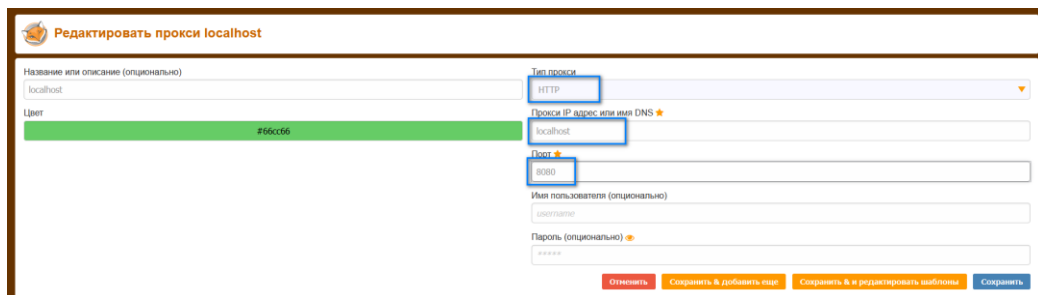 Редактировать прокси localhost
Название или описание (опционально)
localhost
Цвет
#66cc66
Тип прокси
HTTP
Прокси IP адрес или имя DNS
localhost
Порт
8080
Имя пользователя (опционально)
username
Пароль (опционально)
*****
Отменить
Сохранить & добавить еще
Сохранить & и редактировать шаблоны
Сохранить